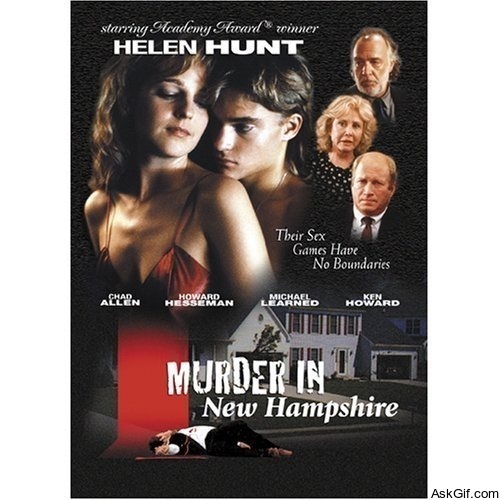 starring Academy Award® winner
HELEN HUNT
Their Sex
Games Have
No Boundaries
CHAD ALLEN
HOWARD HESSEMAN
MICHAEL LEARNED
KEN HOWARD
MURDER IN
New Hampshire
AskGif.com